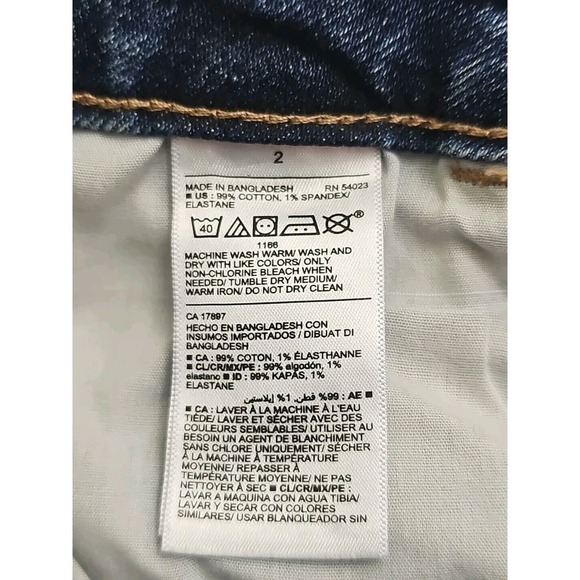 2
MADE IN BANGLADESH RN 54023
■ US : 99% COTTON, 1% SPANDEX/
ELASTANE
40
1166
MACHINE WASH WARM/ WASH AND
DRY WITH LIKE COLORS/ ONLY
NON-CHLORINE BLEACH WHEN
NEEDED/ TUMBLE DRY MEDIUM/
WARM IRON/ DO NOT DRY CLEAN
CA 17897
HECHO EN BANGLADESH CON
INSUMOS IMPORTADOS / DIBUAT DI
BANGLADESH
■ CA : 99% COTON, 1% ÉLASTHANNE
■ CL/CR/MX/PE : 99% algodón, 1%
elastano ■ ID : 99% KAPAS, 1%
ELASTANE
■ AE : 99% قطن, 1% إيلاستين
■ CA : LAVER À LA MACHINE À L'EAU
TIÈDE/ LAVER ET SÉCHER AVEC DES
COULEURS SEMBLABLES/ UTILISER AU
BESOIN UN AGENT DE BLANCHIMENT
SANS CHLORE UNIQUEMENT/ SÉCHER
À LA MACHINE À TEMPÉRATURE
MOYENNE/ REPASSER À
TEMPÉRATURE MOYENNE/ NE PAS
NETTOYER À SEC ■ CL/CR/MX/PE :
LAVAR A MAQUINA CON AGUA TIBIA/
LAVAR Y SECAR CON COLORES
SIMILARES/ USAR BLANQUEADOR SIN